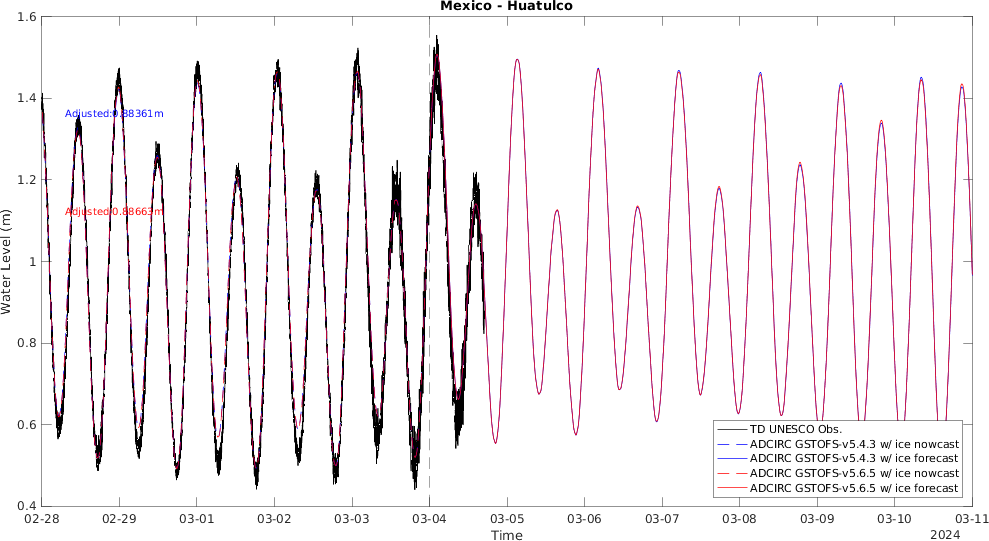 Mexico - Huatulco
1.6
1.4
1.2
1
0.8
0.6
0.4
Water Level (m)
Adjusted:0.88361m
Adjusted:0.88663m
TD UNESCO Obs.
ADCIRC GSTOFS-v5.4.3 w/ ice nowcast
ADCIRC GSTOFS-v5.4.3 w/ ice forecast
ADCIRC GSTOFS-v5.6.5 w/ ice nowcast
ADCIRC GSTOFS-v5.6.5 w/ ice forecast
02-28 02-29 03-01 03-02 03-03 03-04 03-05 03-06 03-07 03-08 03-09 03-10 03-11
Time
2024